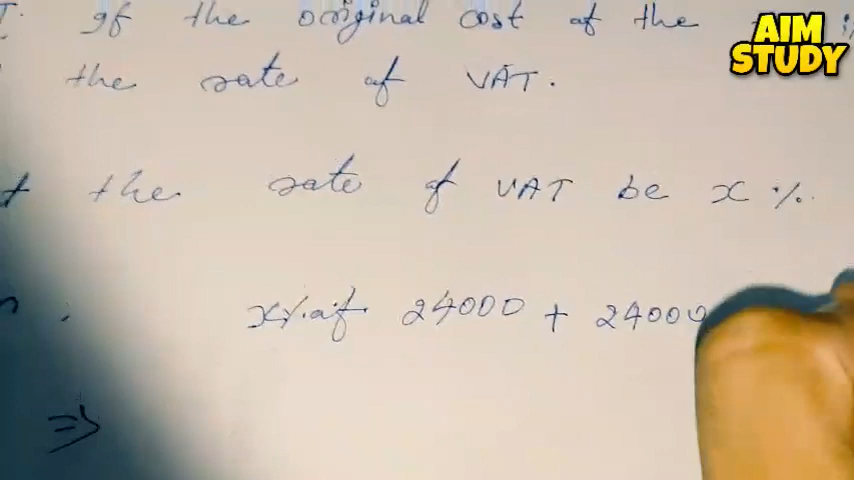 If the original cost of the
AIM
STUDY
the rate of VAT.
the rate of VAT be x %.
x% of 24000 + 24000
⇒